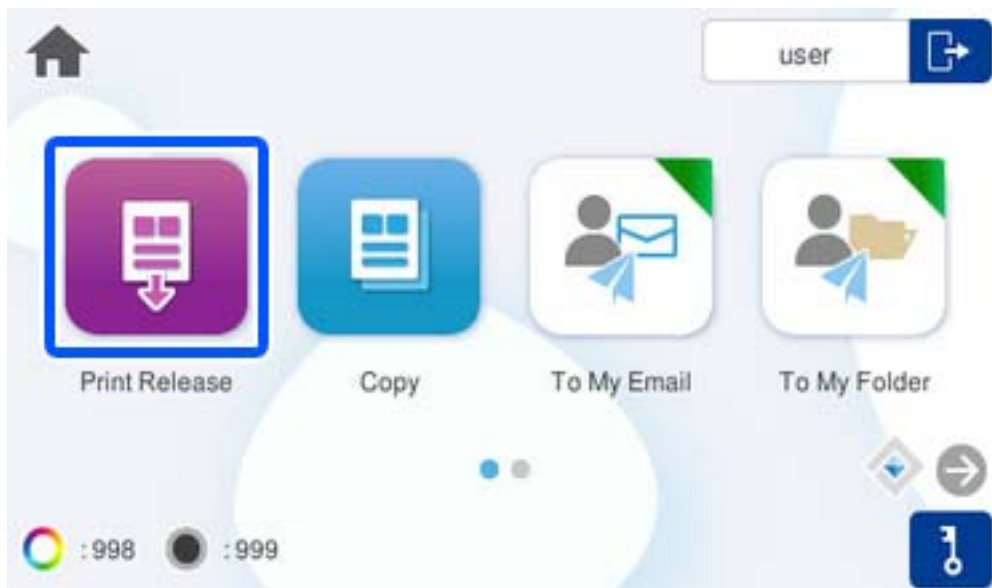 user
Print Release
Copy
To My Email
To My Folder
:998
:999